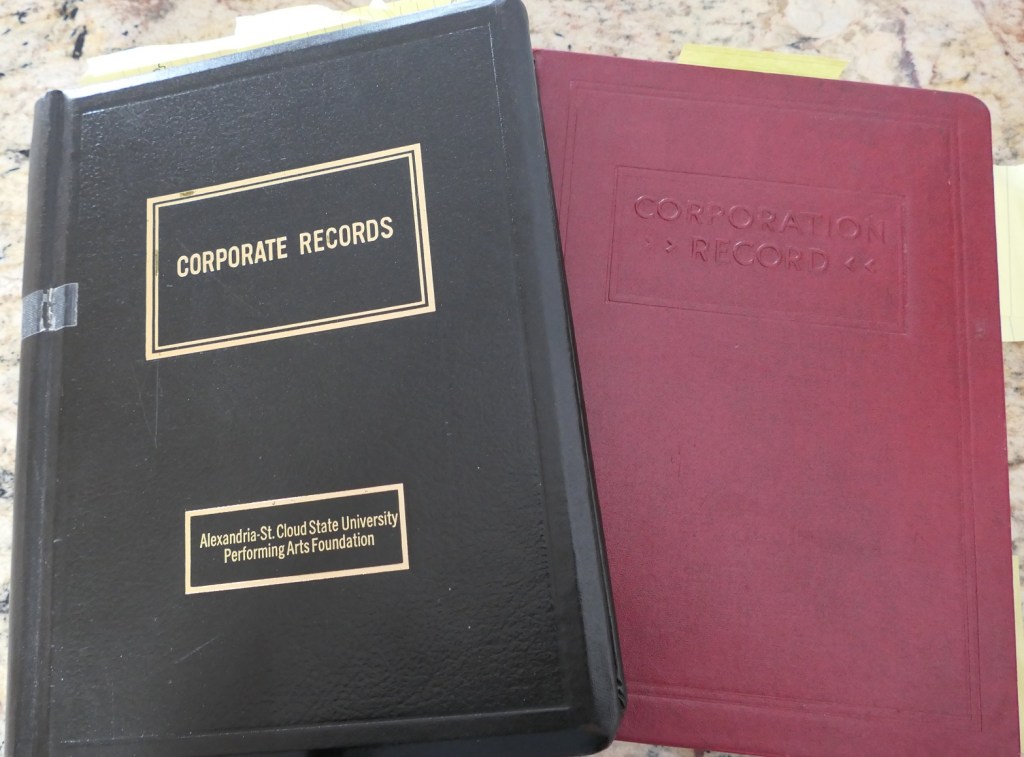 CORPORATE RECORDS
Alexandria-St. Cloud State University
Performing Arts Foundation
CORPORATION
> > RECORD < <